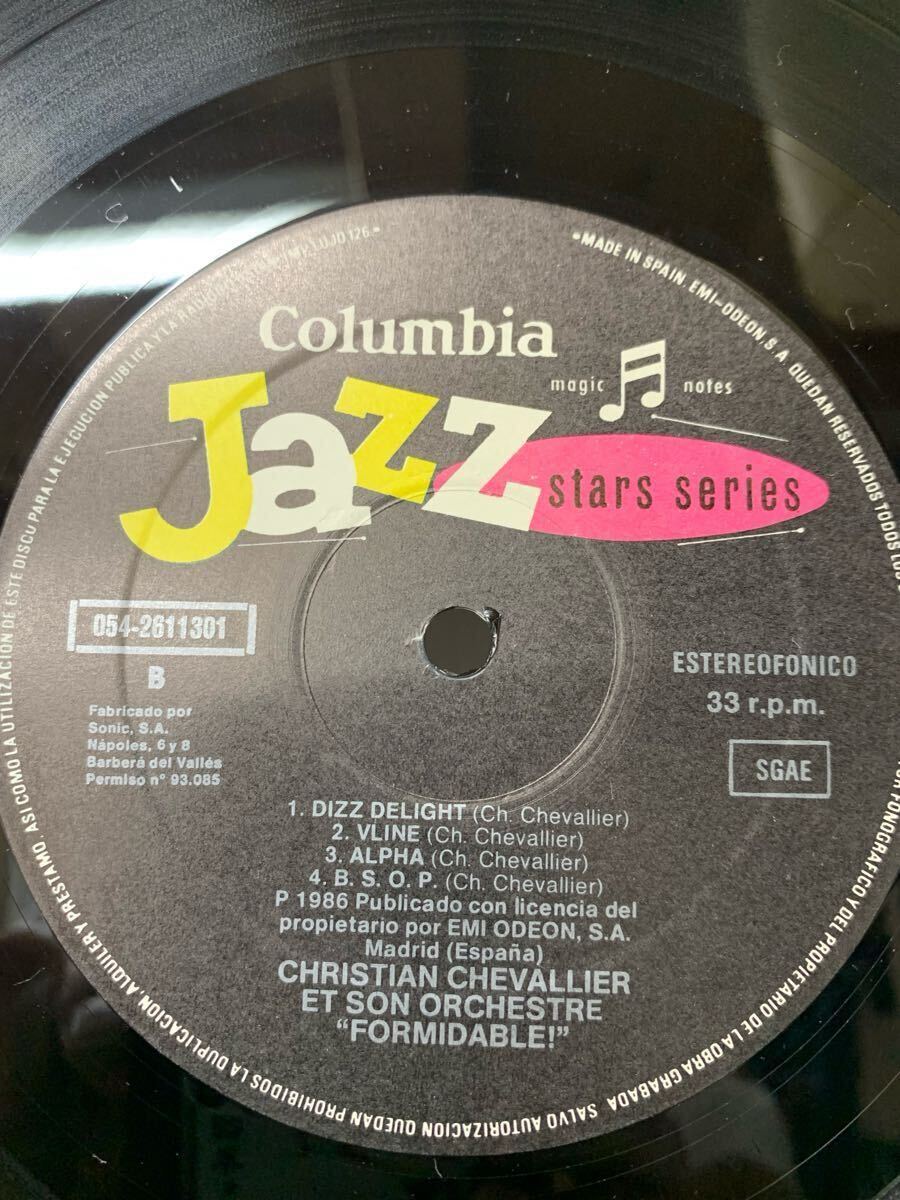 •MADE IN SPAIN. EMI-ODEON, S.A. QUEDAN RESERVADOS TODOS LOS
FONOGRAFICO Y DEL PROPIETARIO DE LA OBRA GRABADA. SALVO AUTORIZACION QUEDAN PROHIBIDOS LA DUPLICACION, ALQUILER Y PRESTAMO. ASI COMO LA UTILIZACION DE ESTE DISCO PARA LA EJECUCION PUBLICA Y LA
LOJO 126.•
Columbia
magic notes
Jazz
stars series
054-2611301
B
Fabricado por
Sonic, S.A.
Nápoles, 6 y 8
Barberá del Vallés
Permiso nº 93.085
ESTEREOFONICO
33 r.p.m.
SGAE
1. DIZZ DELIGHT (Ch. Chevallier)
2. VLINE (Ch. Chevallier)
3. ALPHA (Ch. Chevallier)
4. B. S. O. P. (Ch. Chevallier)
P 1986 Publicado con licencia del
propietario por EMI ODEON, S.A.
Madrid (España)
CHRISTIAN CHEVALLIER
ET SON ORCHESTRE
“FORMIDABLE!”